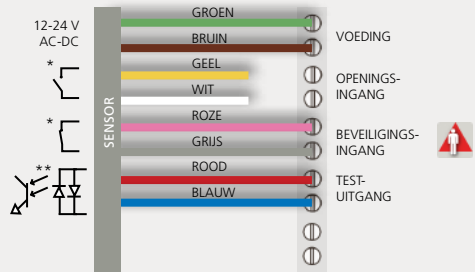 12-24 V
AC-DC
*
*
**
SENSOR
GROEN
BRUIN
GEEL
WIT
ROZE
GRIJS
ROOD
BLAUW
VOEDING
OPENINGS-
INGANG
BEVEILIGINGS-
INGANG
TEST-
UITGANG